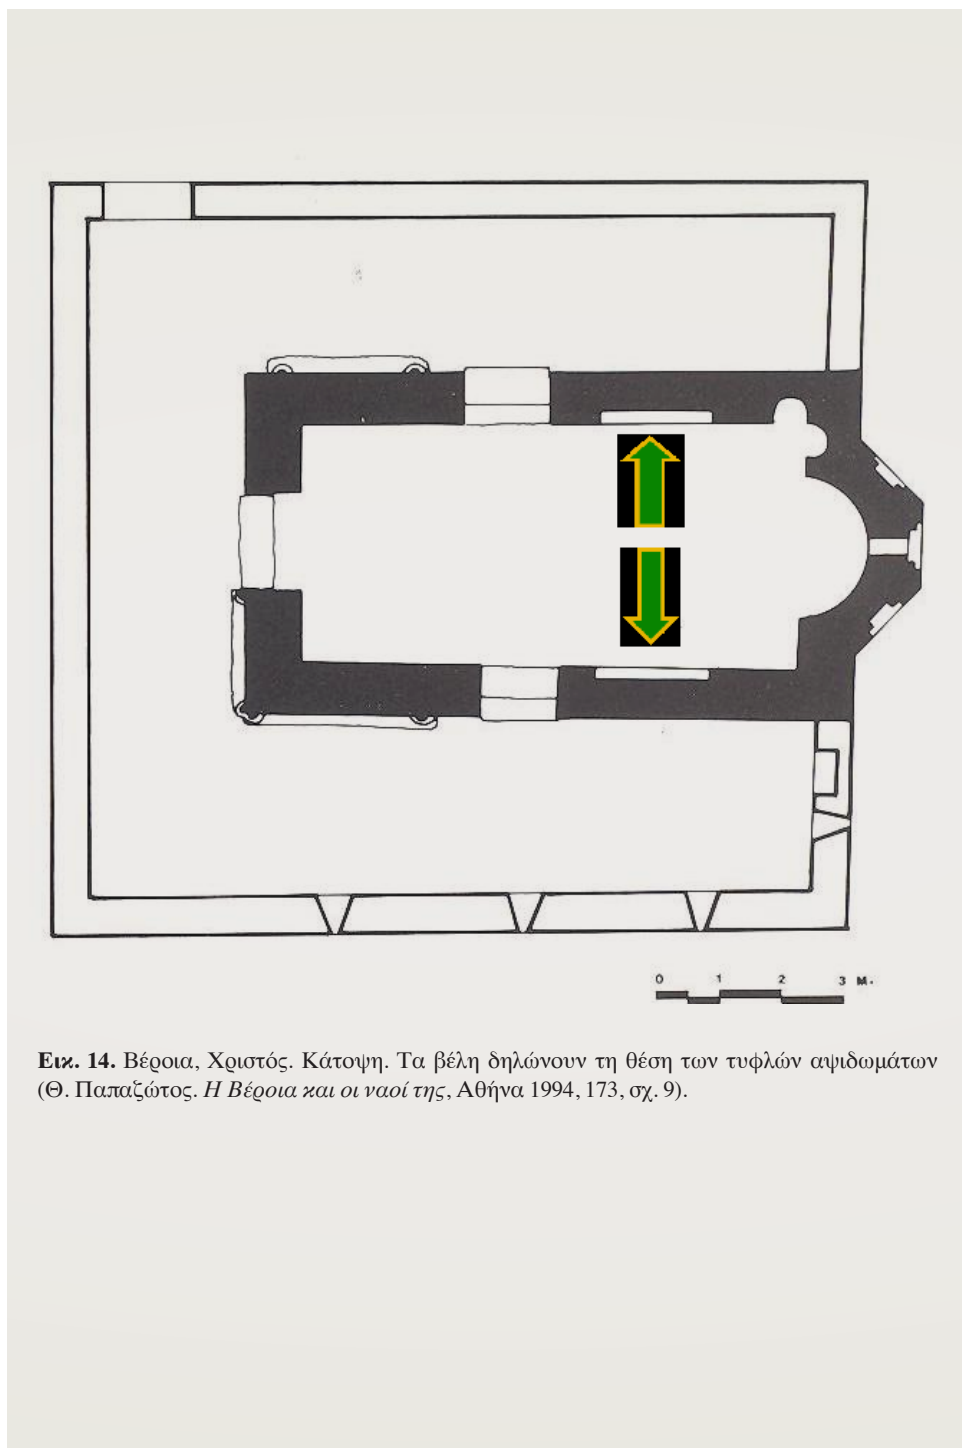 0 1 2 3 м.
Εικ. 14. Βέροια, Χριστός. Κάτοψη. Τα βέλη δηλώνουν τη θέση των τυφλών αψιδωμάτων
(Θ. Παπαζώτος. Η Βέροια και οι ναοί της, Αθήνα 1994, 173, σχ. 9).